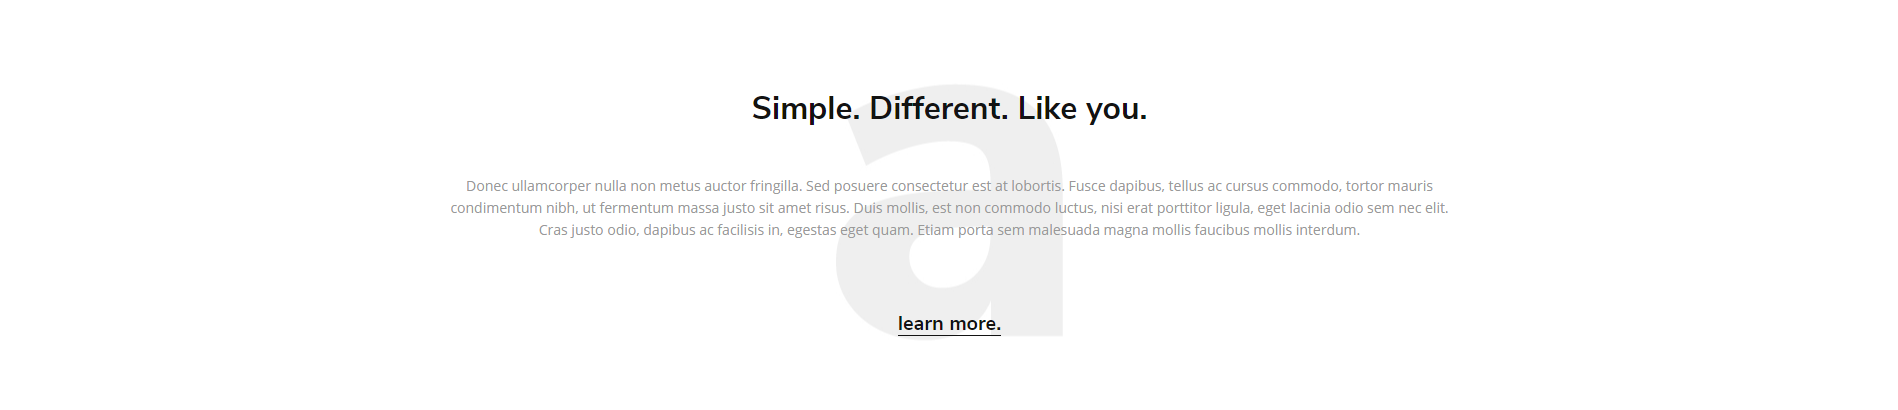 Simple. Different. Like you.
Donec ullamcorper nulla non metus auctor fringilla. Sed posuere consectetur est at lobortis. Fusce dapibus, tellus ac cursus commodo, tortor mauris
condimentum nibh, ut fermentum massa justo sit amet risus. Duis mollis, est non commodo luctus, nisi erat porttitor ligula, eget lacinia odio sem nec elit.
Cras justo odio, dapibus ac facilisis in, egestas eget quam. Etiam porta sem malesuada magna mollis faucibus mollis interdum.
a
learn more.